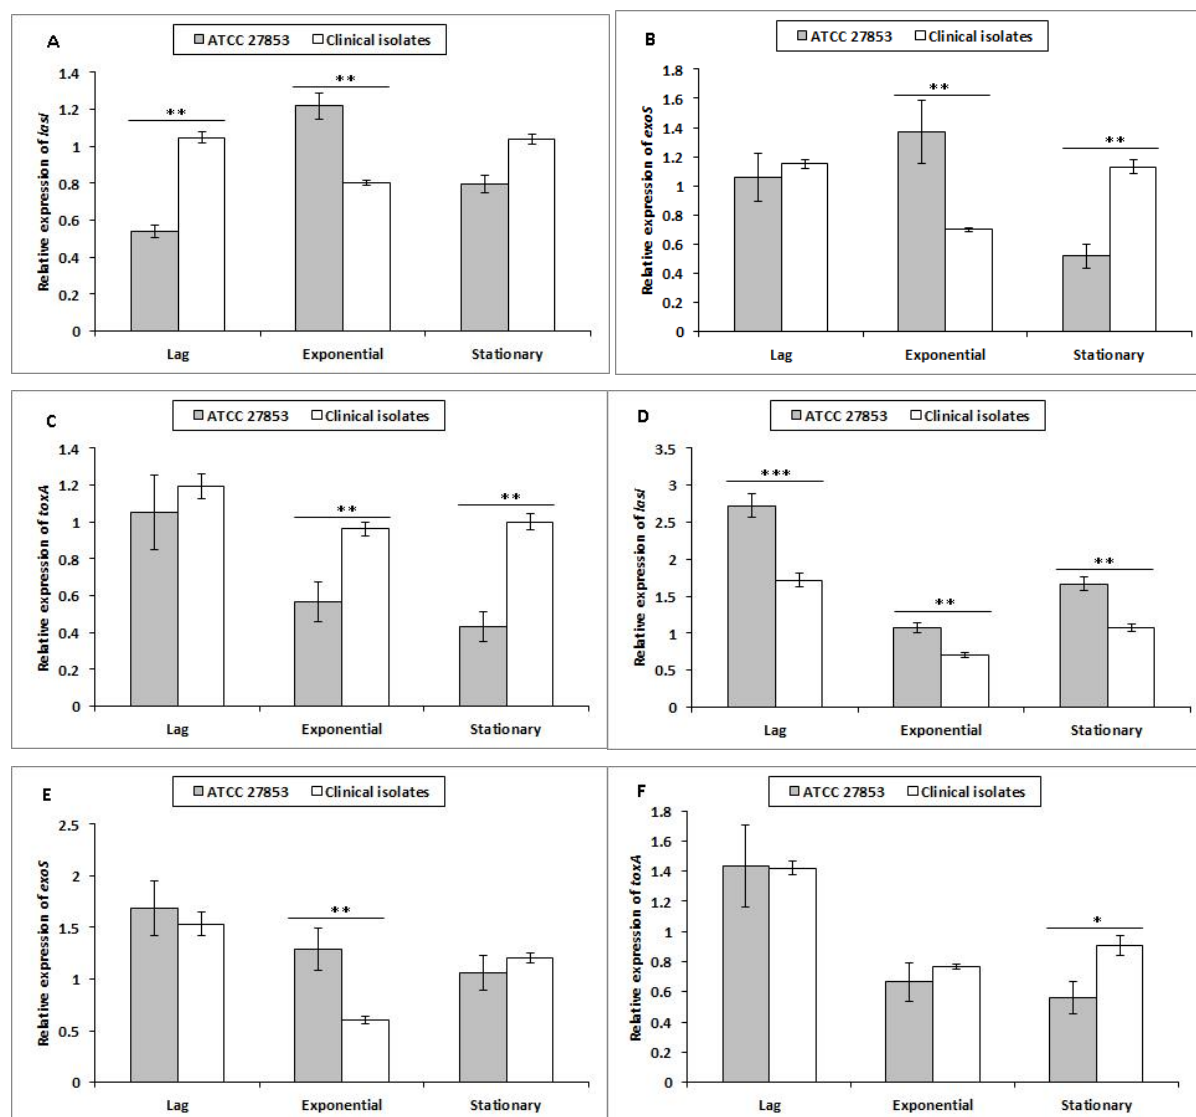 A
ATCC 27853 Clinical isolates
Relative expression of lasI
1.4
1.2
1
0.8
0.6
0.4
0.2
0
**
**
Lag Exponential Stationary
B
ATCC 27853 Clinical isolates
Relative expression of exoS
1.8
1.6
1.4
1.2
1
0.8
0.6
0.4
0.2
0
**
**
Lag Exponential Stationary
C
ATCC 27853 Clinical isolates
Relative expression of toxA
1.4
1.2
1
0.8
0.6
0.4
0.2
0
**
**
Lag Exponential Stationary
D
ATCC 27853 Clinical isolates
Relative expression of lasI
3.5
3
2.5
2
1.5
1
0.5
0
***
**
**
Lag Exponential Stationary
E
ATCC 27853 Clinical isolates
Relative expression of exoS
2.5
2
1.5
1
0.5
0
**
Lag Exponential Stationary
F
ATCC 27853 Clinical isolates
Relative expression of toxA
1.8
1.6
1.4
1.2
1
0.8
0.6
0.4
0.2
0
*
Lag Exponential Stationary